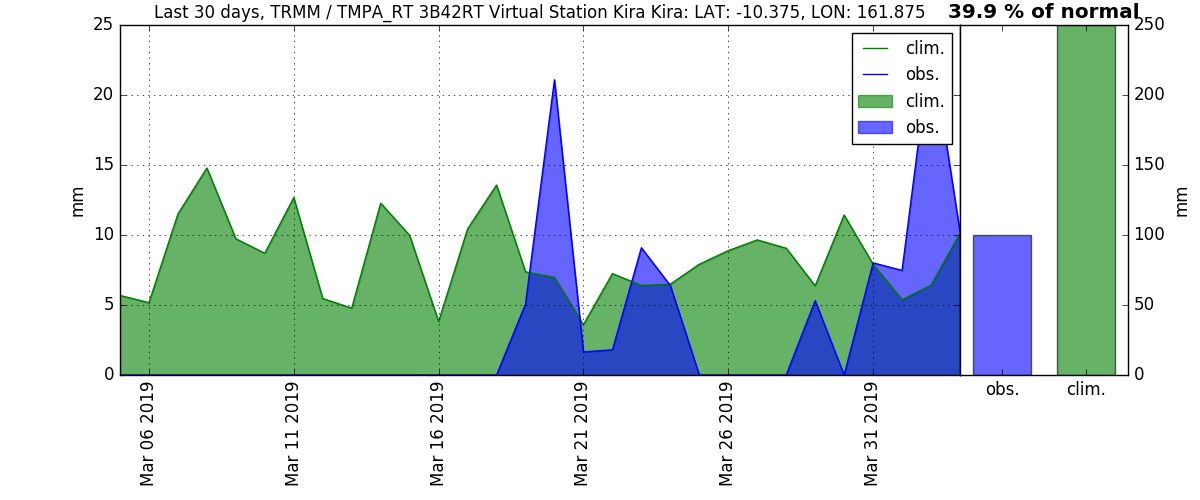 Last 30 days, TRMM / TMPA_RT 3B42RT Virtual Station Kira Kira: LAT: -10.375, LON: 161.875
39.9 % of normal
25
20
15
10
5
0
mm
clim.
obs.
clim.
obs.
250
200
150
100
50
0
mm
Mar 06 2019
Mar 11 2019
Mar 16 2019
Mar 21 2019
Mar 26 2019
Mar 31 2019
obs.
clim.